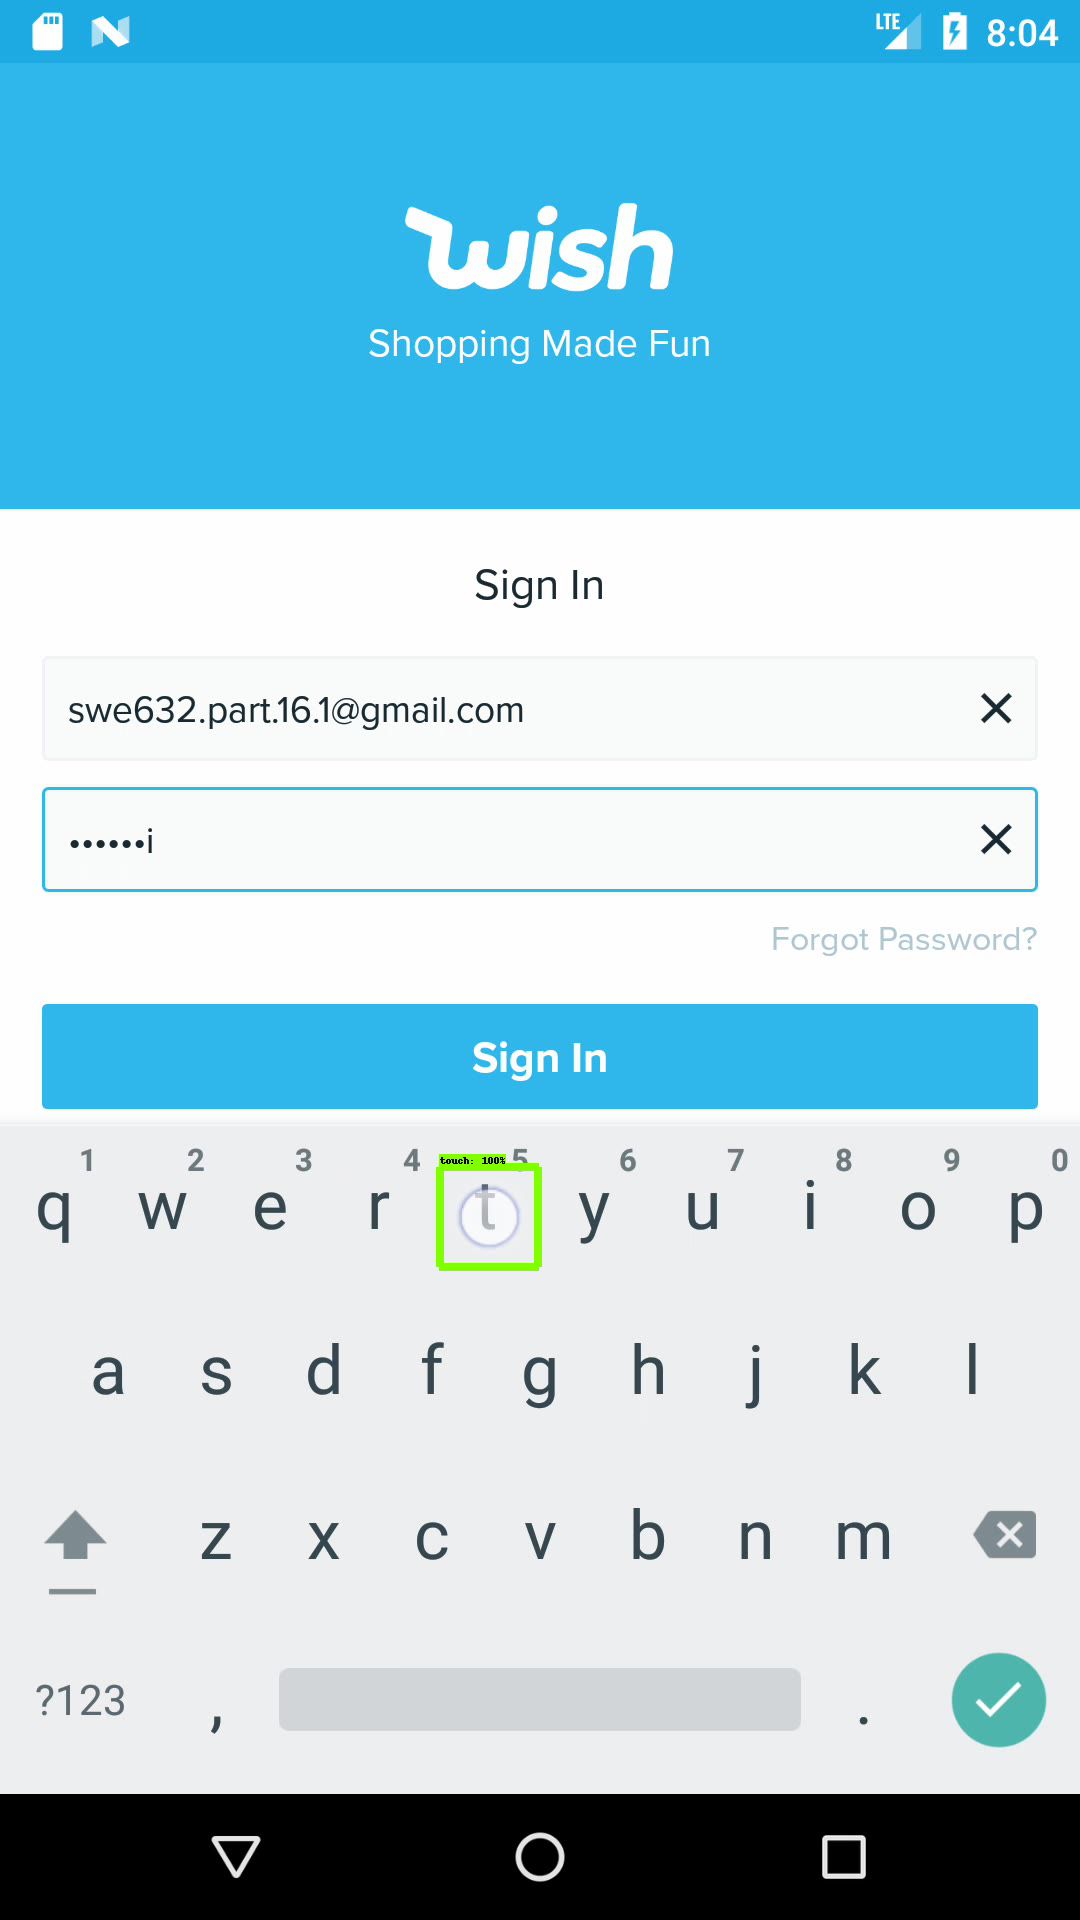 LTE 8:04
wish
Shopping Made Fun
Sign In
swe632.part.16.1@gmail.com
••••••i
Forgot Password?
Sign In
1 2 3 4 5 6 7 8 9 0
touch: 100%
q w e r t y u i o p
a s d f g h j k l
z x c v b n m
?123 , .